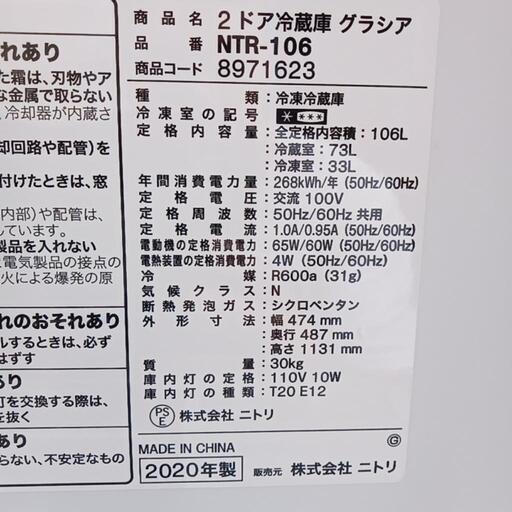 れあり
た霜は、刃物やア
な金属で取らない
、冷却器が内蔵さ
却回路や配管)を
付けたときは、窓
内部)や配管は、
しています。
製品を入れない
電気製品の接点の
火による爆発の原
れのおそれあり
ルするときは、必ず
はずす
あり
灯を交換する際は、
を抜く
あり
らない、不安定なもの
商品名 2ドア冷蔵庫 グラシア
品番 NTR-106
商品コード 8971623
種類:冷凍冷蔵庫
冷凍室の記号
定格内容量:全定格内容積:106L
:冷蔵室:73L
:冷凍室:33L
年間消費電力量:268kWh/年(50Hz/60Hz)
定格電圧:交流 100V
定格周波数:50Hz/60Hz 共用
定格電流:1.0A/0.95A (50Hz/60Hz)
電動機の定格消費電力:65W/60W (50Hz/60Hz)
電熱装置の定格消費電力:4W (50Hz/60Hz)
冷媒:R600a (31g)
気候クラス:N
断熱発泡ガス:シクロペンタン
外形寸法:幅 474 mm
:奥行 487 mm
:高さ 1131 mm
質量:30kg
庫内灯の定格:110V 10W
庫内灯の種類:T20 E12
PSE 株式会社 ニトリ
MADE IN CHINA
G
2020年製 販売元 株式会社 ニトリ